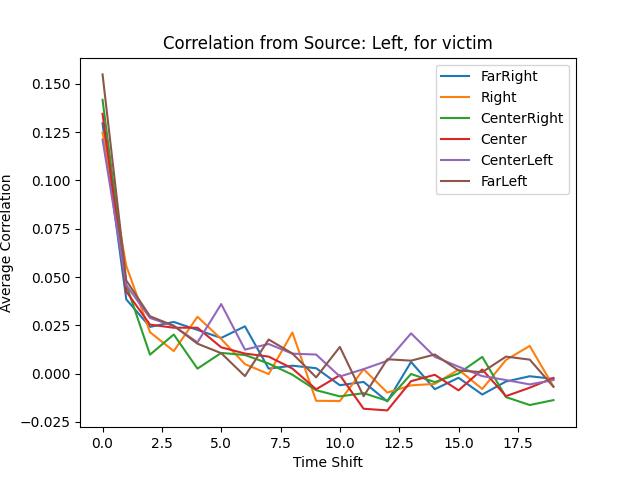 Correlation from Source: Left, for victim
FarRight
Right
CenterRight
Center
CenterLeft
FarLeft
Average Correlation
0.150
0.125
0.100
0.075
0.050
0.025
0.000
−0.025
0.0 2.5 5.0 7.5 10.0 12.5 15.0 17.5
Time Shift